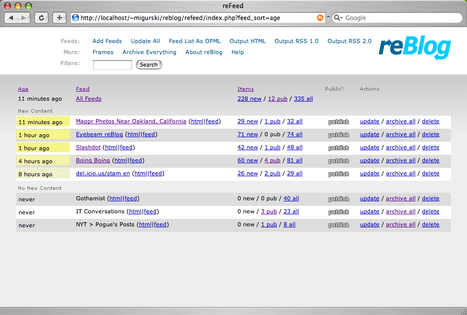 reFeed
http://localhost/~migurski/reblog/refeed/index.php?feed_sort=age
Google
Feeds: Add Feeds Update All Feed List As OPML Output HTML Output RSS 1.0 Output RSS 2.0
More: Frames Archive Everything About reBlog Help
Filters: Search
reBlog
Age Feed Items Public? Actions
11 minutes ago All Feeds 228 new / 12 pub / 335 all
New Content
11 minutes ago Mappr Photos Near Oakland, California (html|feed) 29 new / 1 pub / 32 all publish update / archive all / delete
1 hour ago Eyebeam reBlog (html|feed) 71 new / 0 pub / 74 all publish update / archive all / delete
1 hour ago Slashdot (html|feed) 42 new / 1 pub / 48 all publish update / archive all / delete
4 hours ago Boing Boing (html|feed) 60 new / 4 pub / 81 all publish update / archive all / delete
8 hours ago del.icio.us/stam en (html|feed) 26 new / 2 pub / 29 all publish update / archive all / delete
No New Content
never Gothamist (html|feed) 0 new / 0 pub / 40 all publish update / archive all / delete
never IT Conversations (html|feed) 0 new / 3 pub / 23 all publish update / archive all / delete
never NYT > Pogue's Posts (html|feed) 0 new / 1 pub / 8 all publish update / archive all / delete